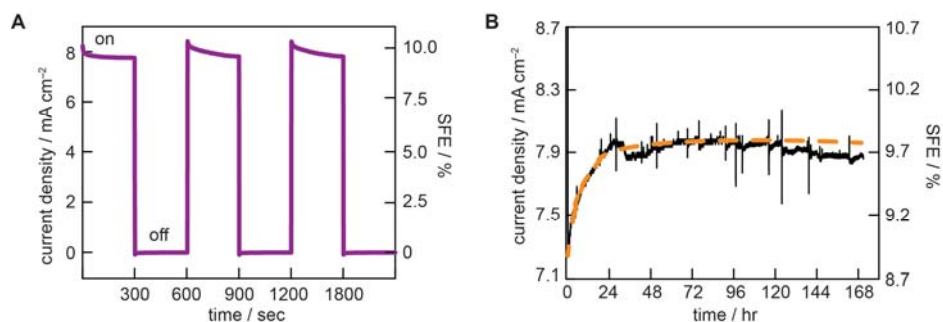 A
on
off
8
6
4
2
0
current density / mA cm⁻²
10.0
7.5
5.0
2.5
0
SFE / %
300 600 900 1200 1800
time / sec
B
8.7
8.3
7.9
7.5
7.1
current density / mA cm⁻²
10.7
10.2
9.7
9.2
8.7
SFE / %
0 24 48 72 96 120 144 168
time / hr